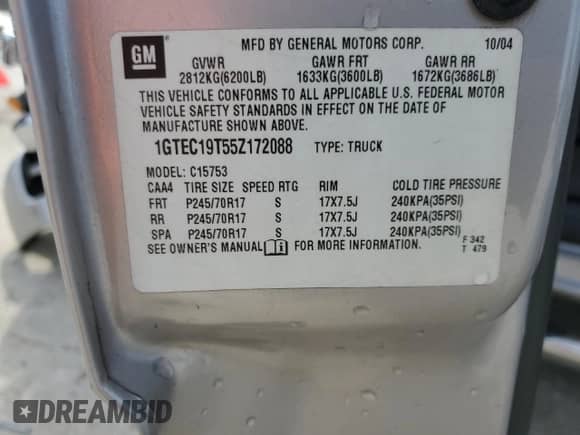 GM
MFD BY GENERAL MOTORS CORP. 10/04
GVWR GAWR FRT GAWR RR
2812KG(6200LB) 1633KG(3600LB) 1672KG(3686LB)
THIS VEHICLE CONFORMS TO ALL APPLICABLE U.S. FEDERAL MOTOR
VEHICLE SAFETY STANDARDS IN EFFECT ON THE DATE OF
MANUFACTURE SHOWN ABOVE.
1GTEC19T55Z172088 TYPE: TRUCK
MODEL: C15753
CAA4 TIRE SIZE SPEED RTG RIM COLD TIRE PRESSURE
FRT P245/70R17 S 17X7.5J 240KPA(35PSI)
RR P245/70R17 S 17X7.5J 240KPA(35PSI)
SPA P245/70R17 S 17X7.5J 240KPA(35PSI)
SEE OWNER'S MANUAL FOR MORE INFORMATION.
F 342
T 479
DREAMBID